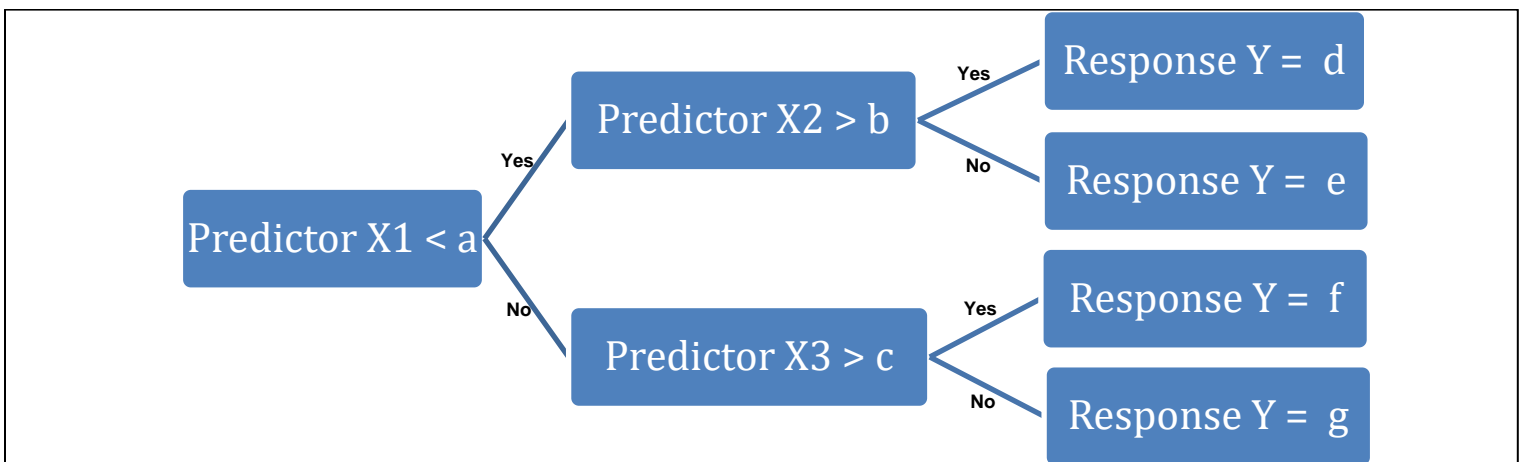 Predictor X1 < a
Yes
No
Predictor X2 > b
Yes
No
Response Y = d
Response Y = e
Predictor X3 > c
Yes
No
Response Y = f
Response Y = g